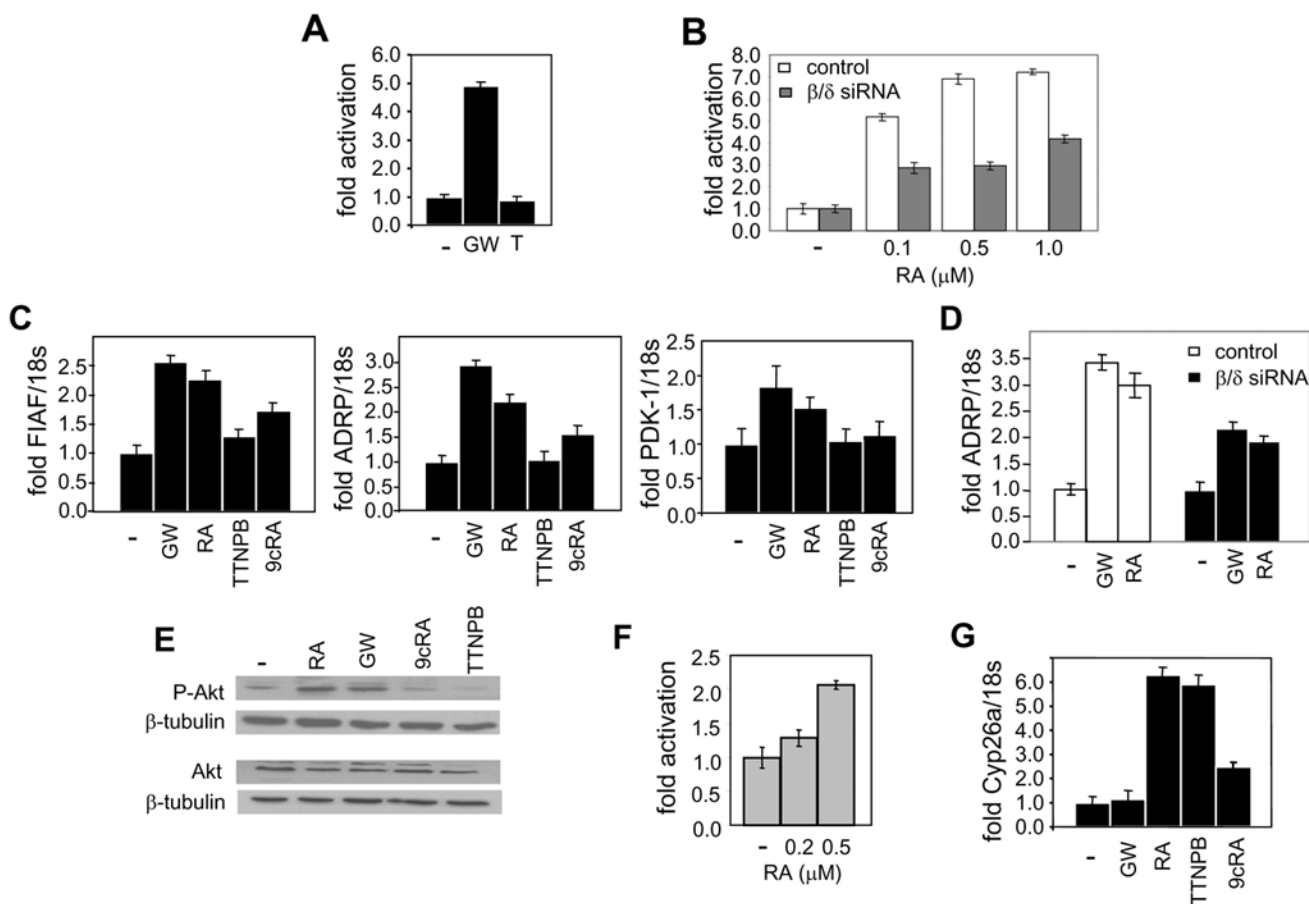 A
fold activation
6.0
5.0
4.0
3.0
2.0
1.0
0.0
- GW T
B
fold activation
8.0
7.0
6.0
5.0
4.0
3.0
2.0
1.0
0.0
control
β/δ siRNA
- 0.1 0.5 1.0
RA (μM)
C
fold FIAF/18s
2.5
2.0
1.5
1.0
0.5
0.0
- GW RA TTNPB 9cRA
fold ADRP/18s
3.0
2.5
2.0
1.5
1.0
0.5
0.0
- GW RA TTNPB 9cRA
fold PDK-1/18s
2.5
2.0
1.5
1.0
0.5
0.0
- GW RA TTNPB 9cRA
D
fold ADRP/18s
3.5
3.0
2.5
2.0
1.5
1.0
0.5
0.0
control
β/δ siRNA
- GW RA - GW RA
E
- RA GW 9cRA TTNPB
P-Akt
β-tubulin
Akt
β-tubulin
F
fold activation
2.5
2.0
1.5
1.0
0.5
0.0
- 0.2 0.5
RA (μM)
G
fold Cyp26a/18s
6.0
5.0
4.0
3.0
2.0
1.0
0.0
- GW RA TTNPB 9cRA